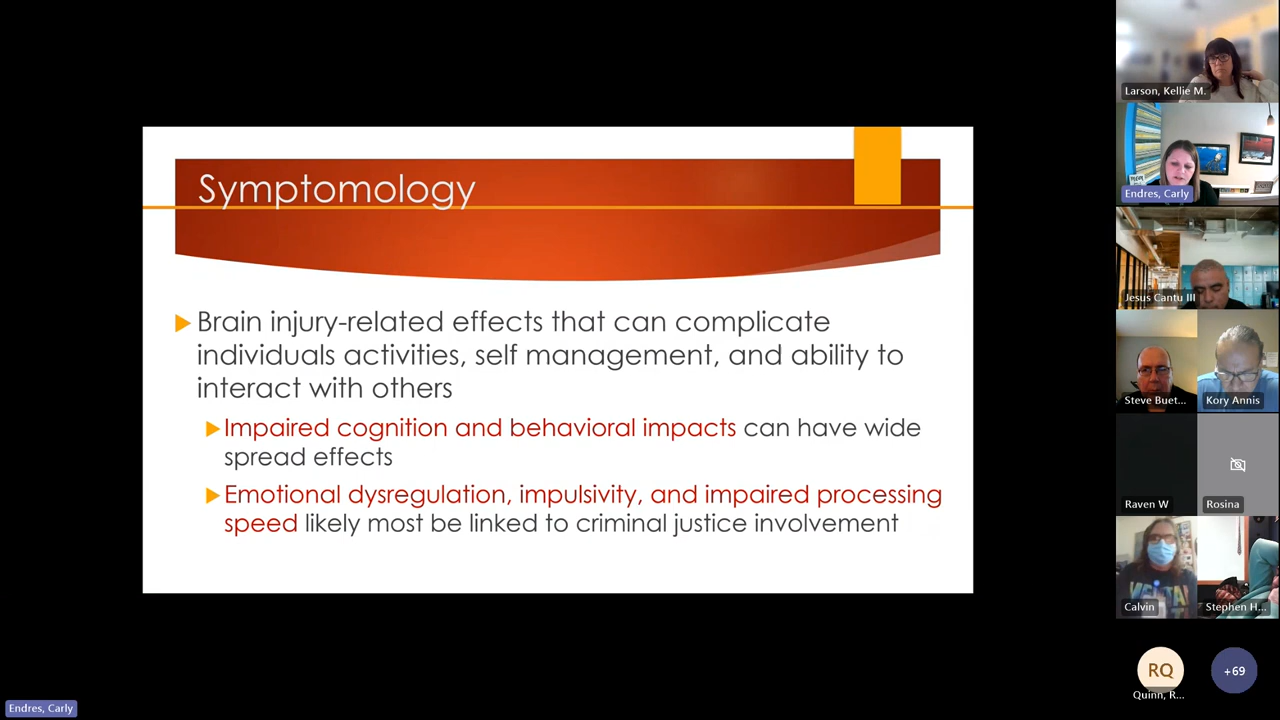 Symptomology
Brain injury-related effects that can complicate
individuals activities, self management, and ability to
interact with others
Impaired cognition and behavioral impacts can have wide
spread effects
Emotional dysregulation, impulsivity, and impaired processing
speed likely most be linked to criminal justice involvement
Larson, Kellie M.
Endres, Carly
Jesus Cantu III
Steve Buet...
Kory Annis
Raven W
Rosina
Calvin
Stephen H...
RQ
+69
Quinn, R...
Endres, Carly